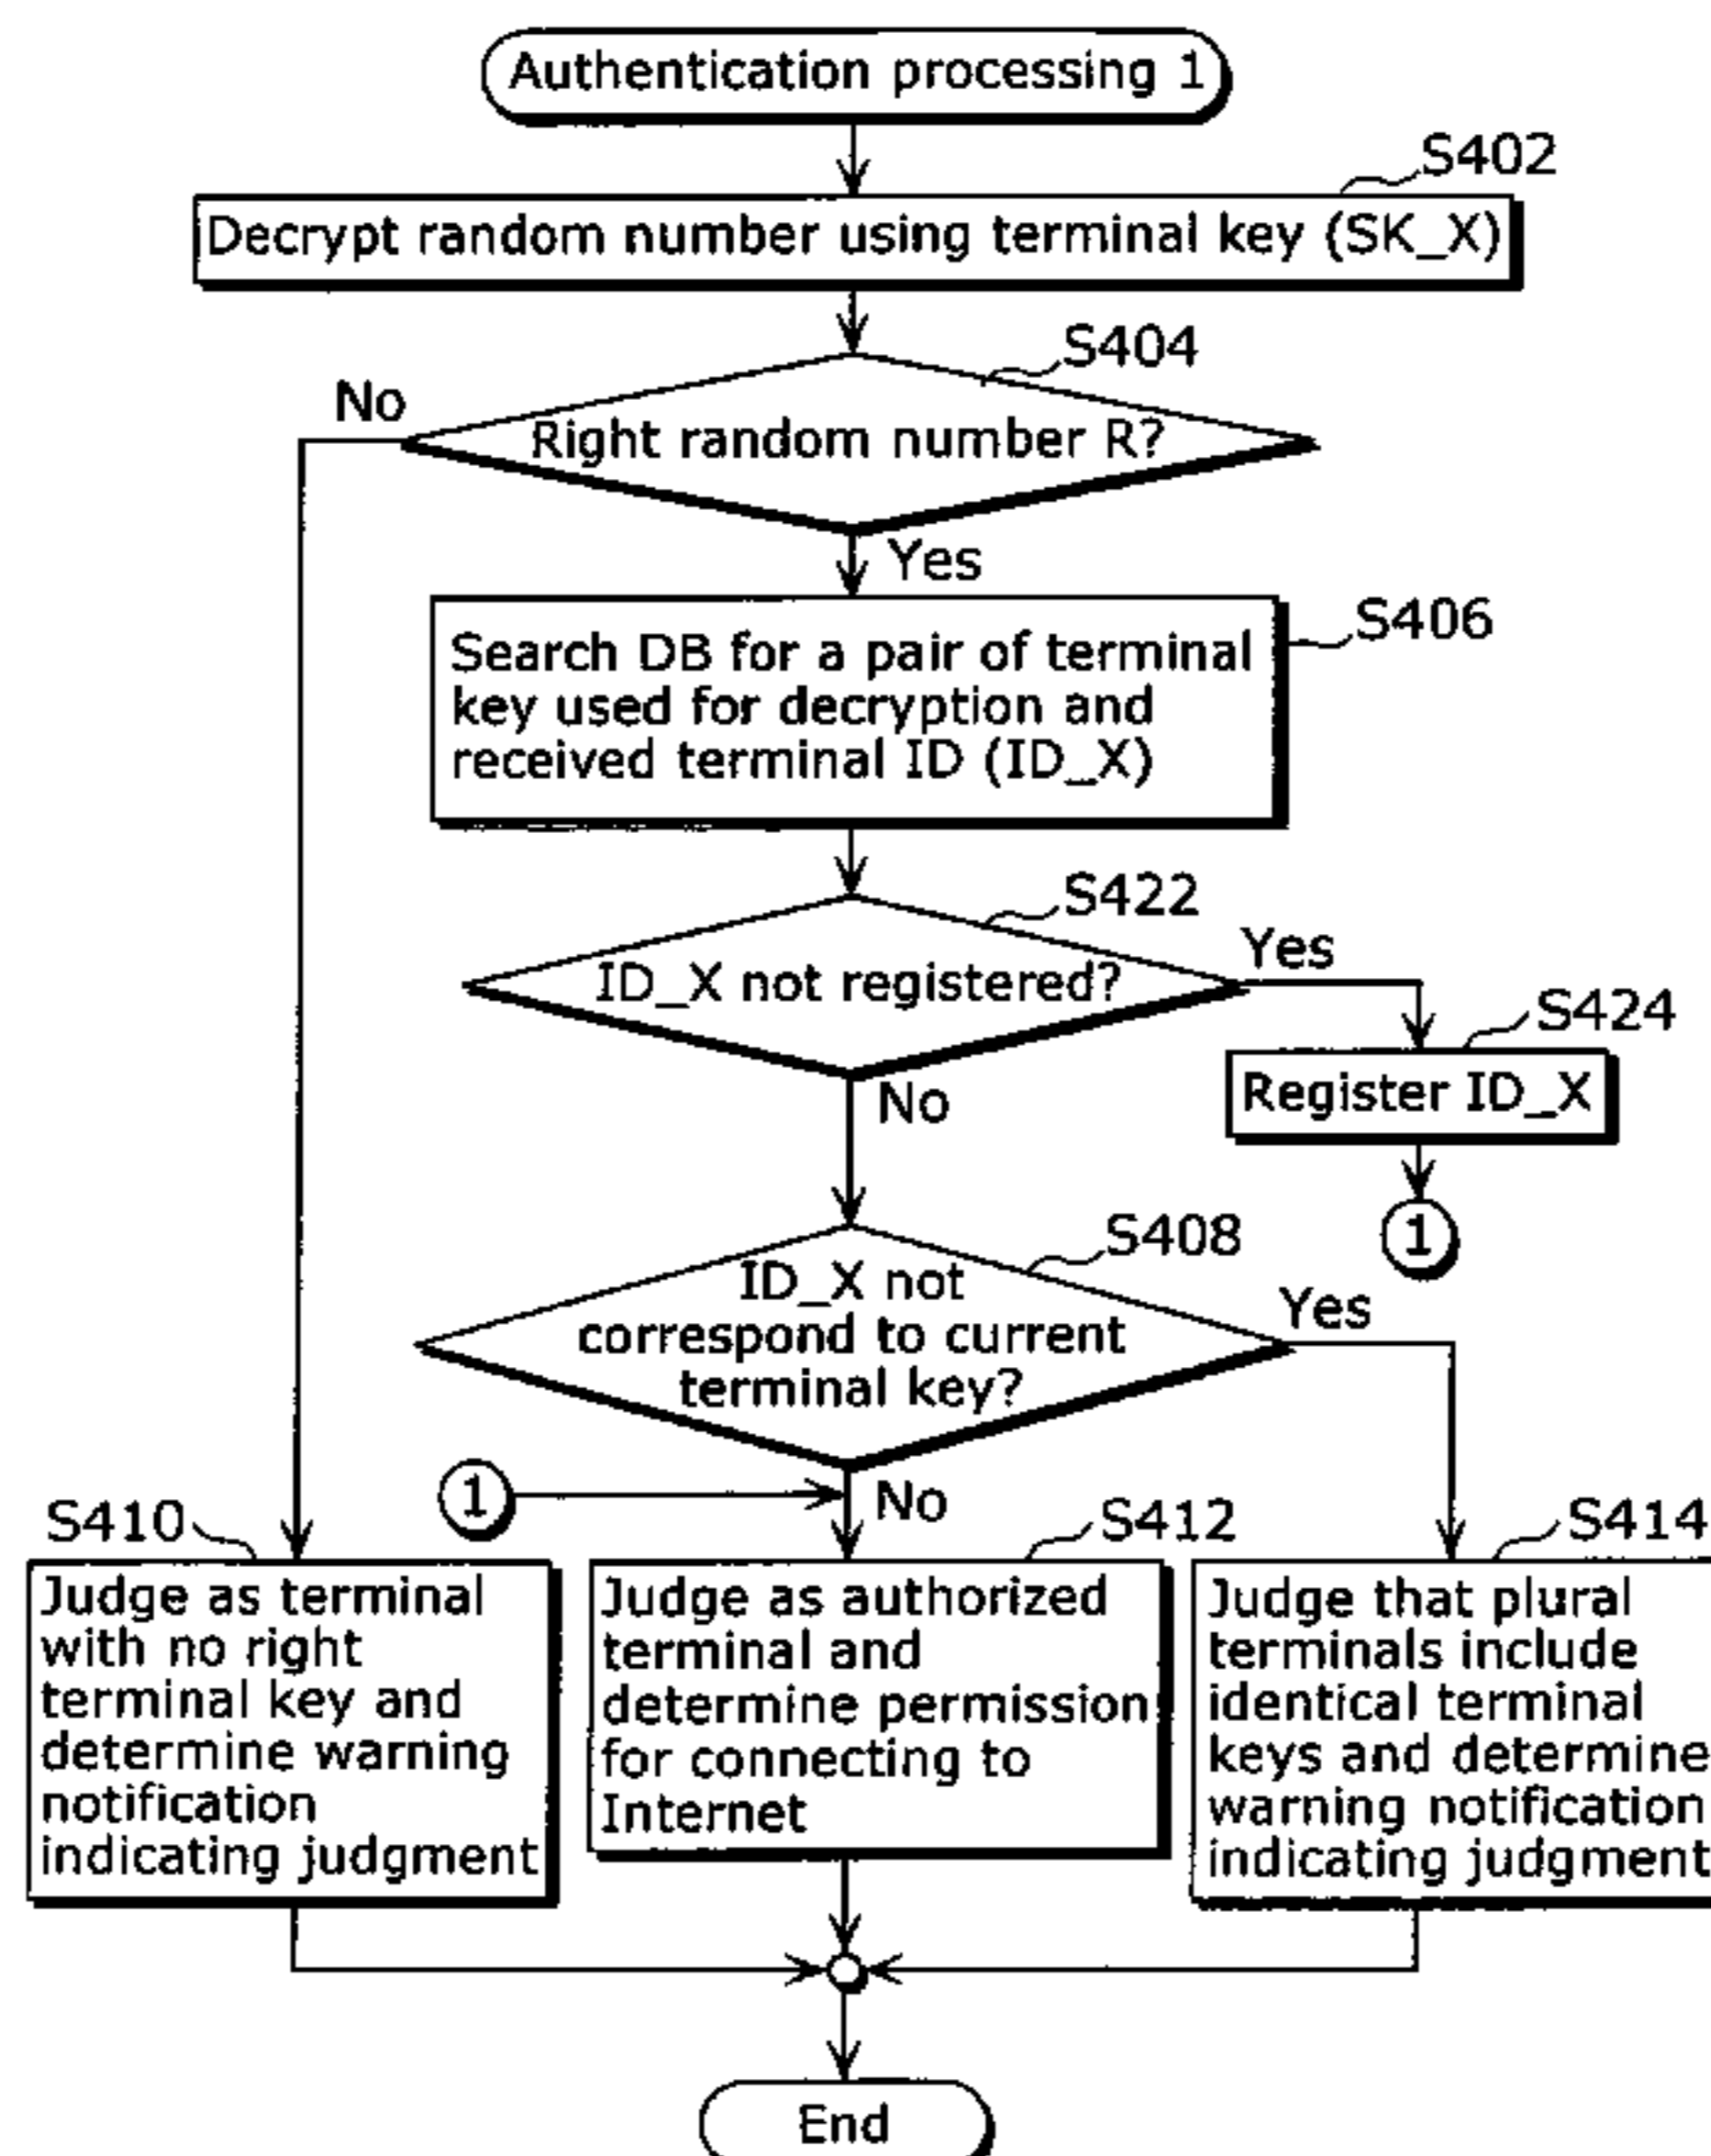 Authentication processing 1
S402
Decrypt random number using terminal key (SK_X)
S404
No
Right random number R?
Yes
S406
Search DB for a pair of terminal
key used for decryption and
received terminal ID (ID_X)
S422
Yes
ID_X not registered?
S424
Register ID_X
No
1
S408
ID_X not
correspond to current
terminal key?
Yes
1
No
S410
Judge as terminal
with no right
terminal key and
determine warning
notification
indicating judgment
S412
Judge as authorized
terminal and
determine permission
for connecting to
Internet
S414
Judge that plural
terminals include
identical terminal
keys and determine
warning notification
indicating judgment
End